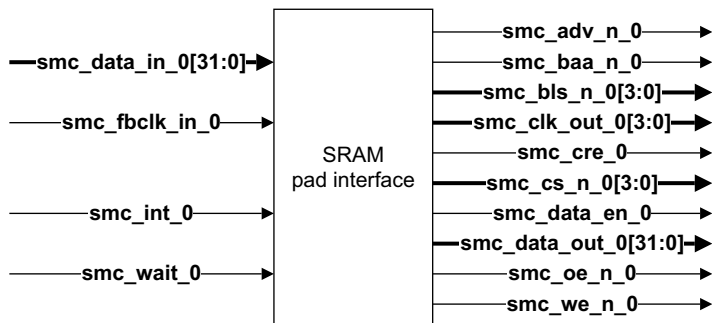 smc_data_in_0[31:0]
smc_fbclk_in_0
smc_int_0
smc_wait_0
SRAM
pad interface
smc_adv_n_0
smc_baa_n_0
smc_bls_n_0[3:0]
smc_clk_out_0[3:0]
smc_cre_0
smc_cs_n_0[3:0]
smc_data_en_0
smc_data_out_0[31:0]
smc_oe_n_0
smc_we_n_0